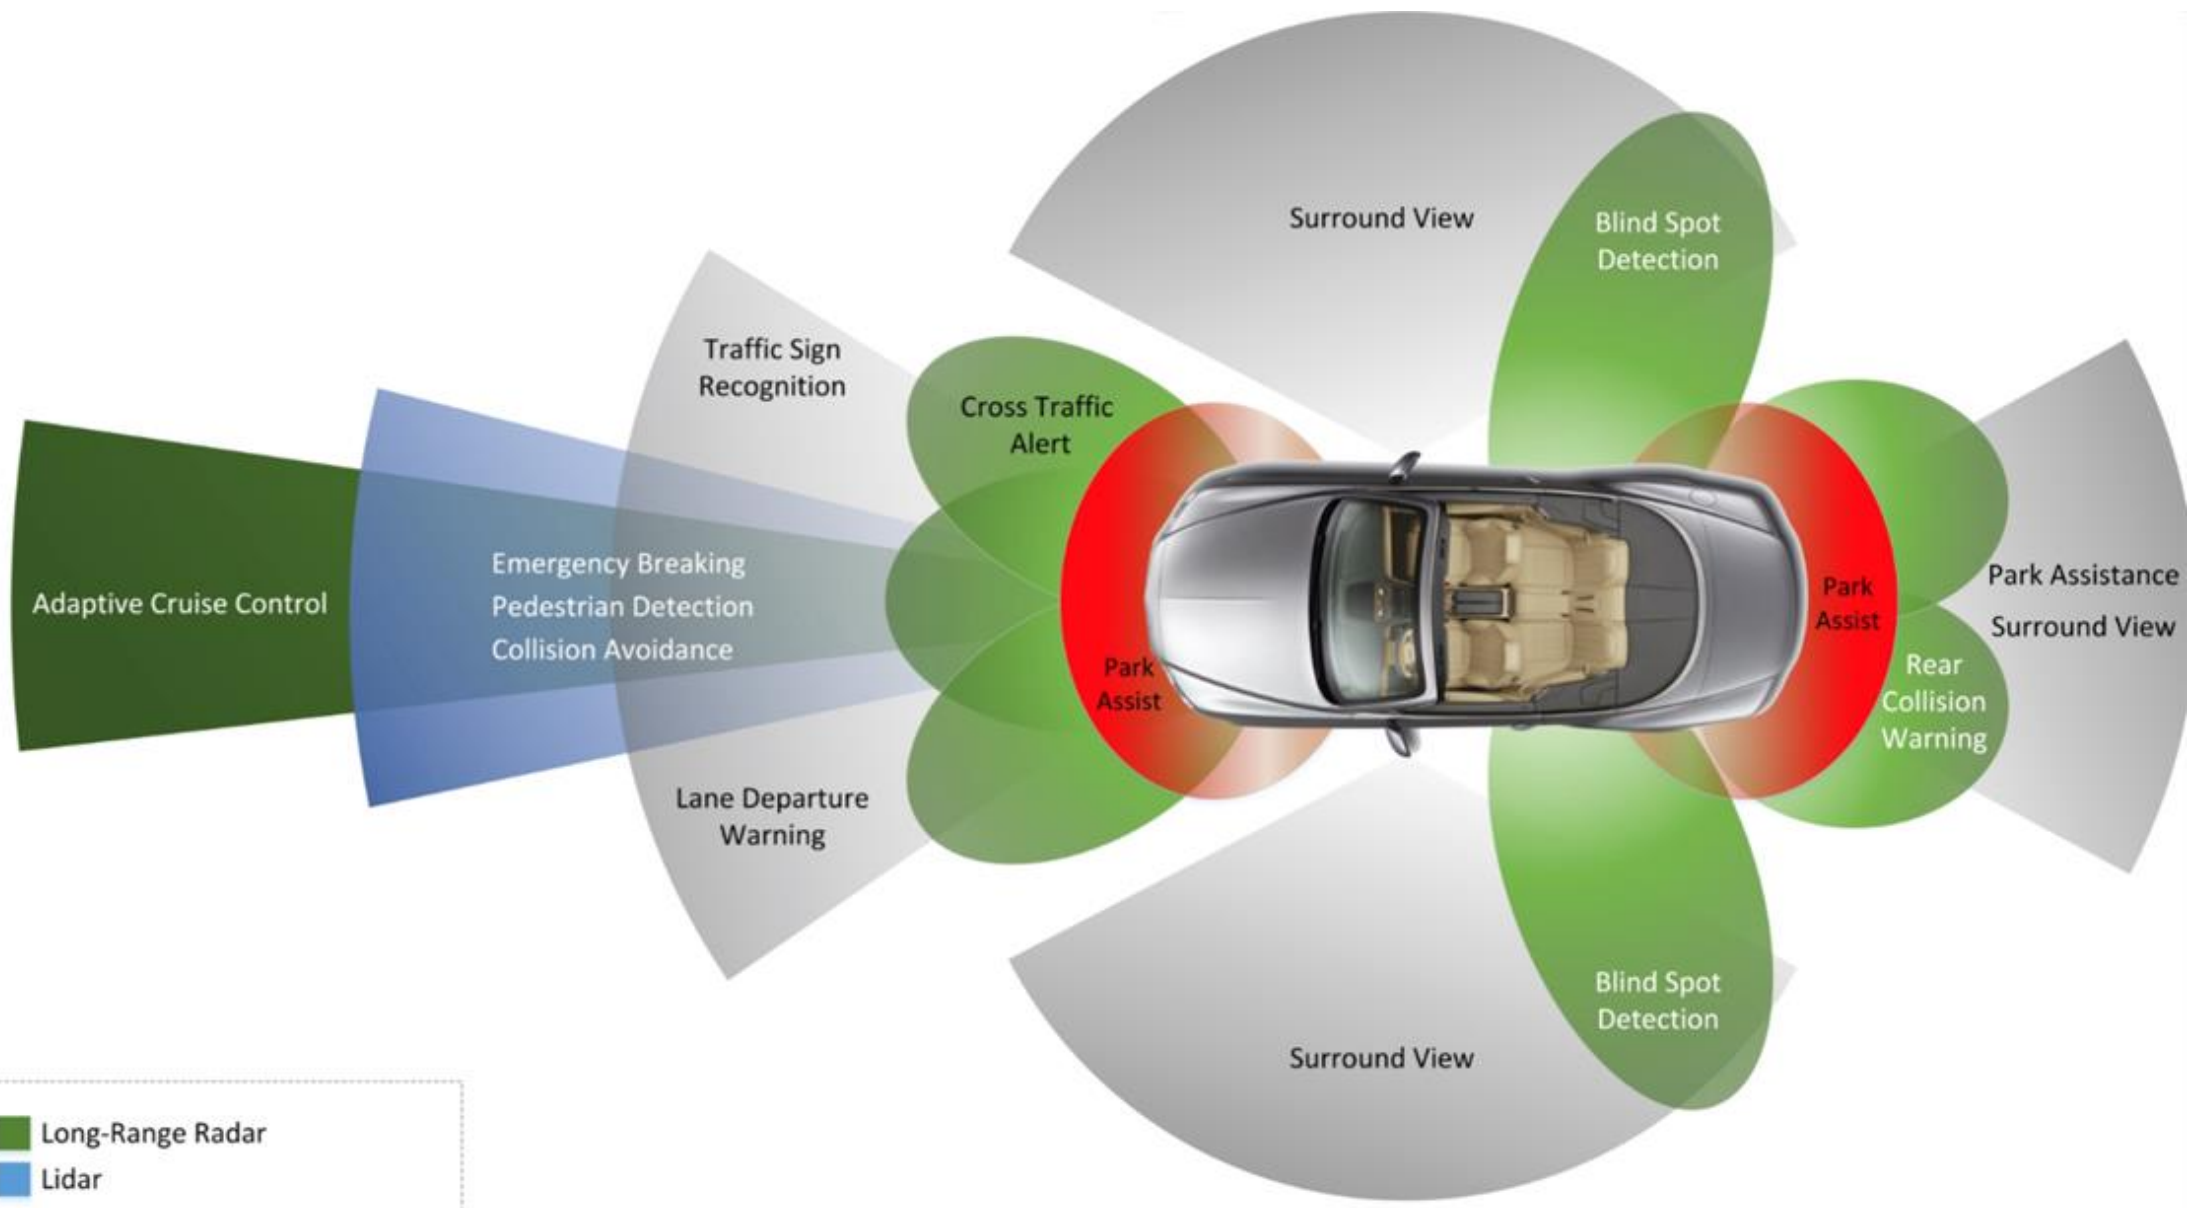 Surround View
Blind Spot
Detection
Traffic Sign
Recognition
Cross Traffic
Alert
Adaptive Cruise Control
Emergency Breaking
Pedestrian Detection
Collision Avoidance
Park
Assist
Park
Assist
Park Assistance
Surround View
Rear
Collision
Warning
Lane Departure
Warning
Blind Spot
Detection
Surround View
Long-Range Radar
Lidar